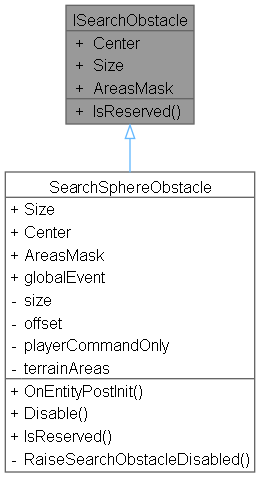 ISearchObstacle
+ Center
+ Size
+ AreasMask
+ IsReserved()
SearchSphereObstacle
+ Size
+ Center
+ AreasMask
+ globalEvent
- size
- offset
- playerCommandOnly
- terrainAreas
+ OnEntityPostInit()
+ Disable()
+ IsReserved()
- RaiseSearchObstacleDisabled()